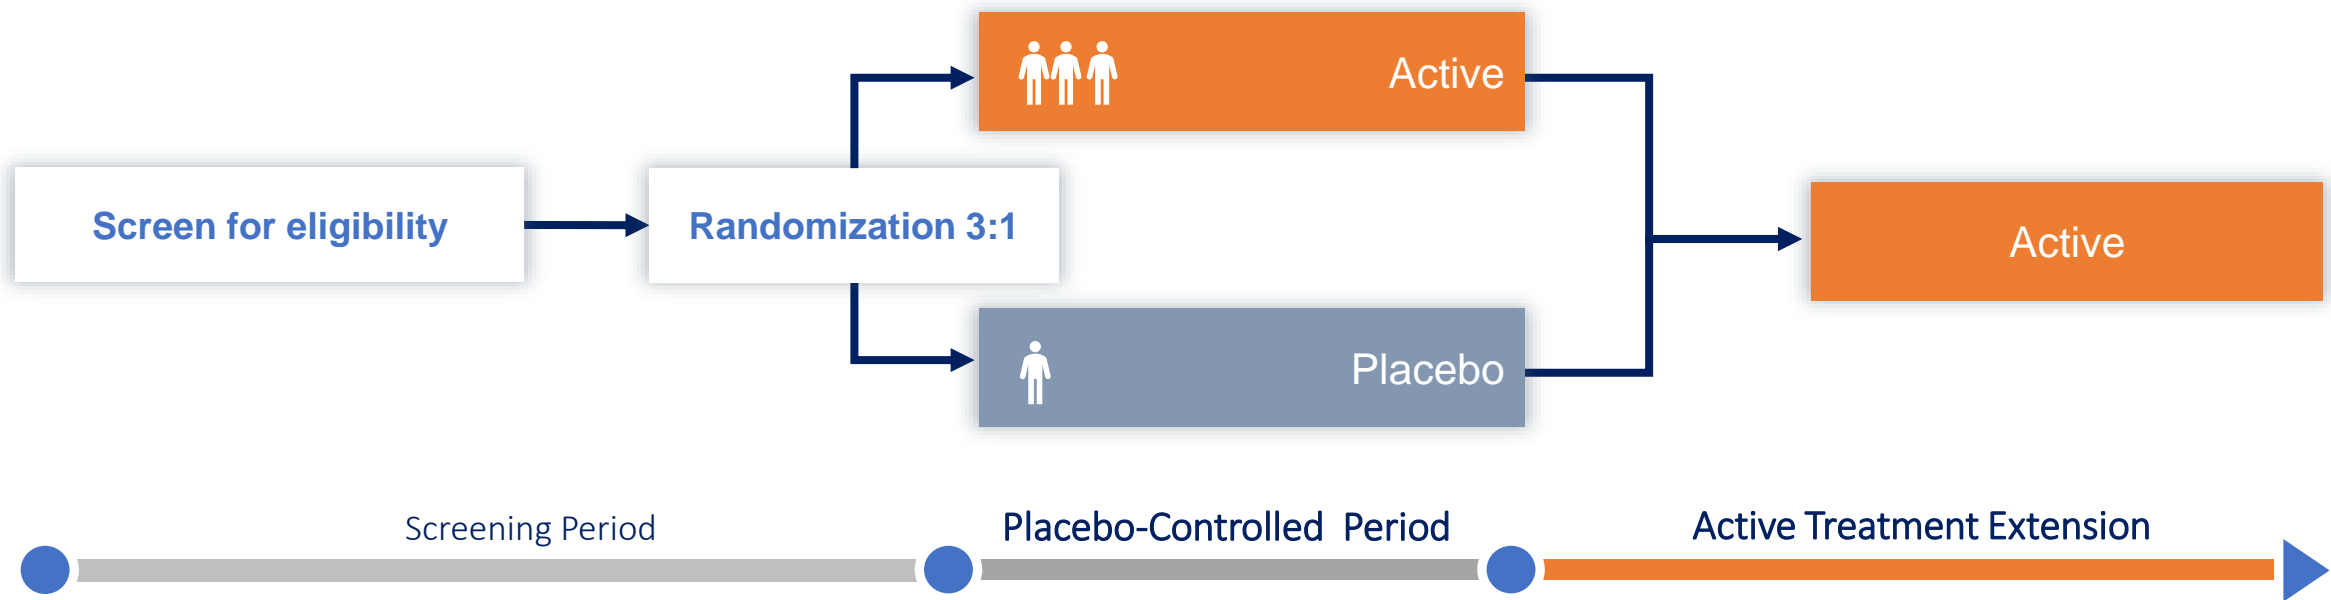 Active
Screen for eligibility
Randomization 3:1
Active
Placebo
Screening Period
Placebo-Controlled Period
Active Treatment Extension